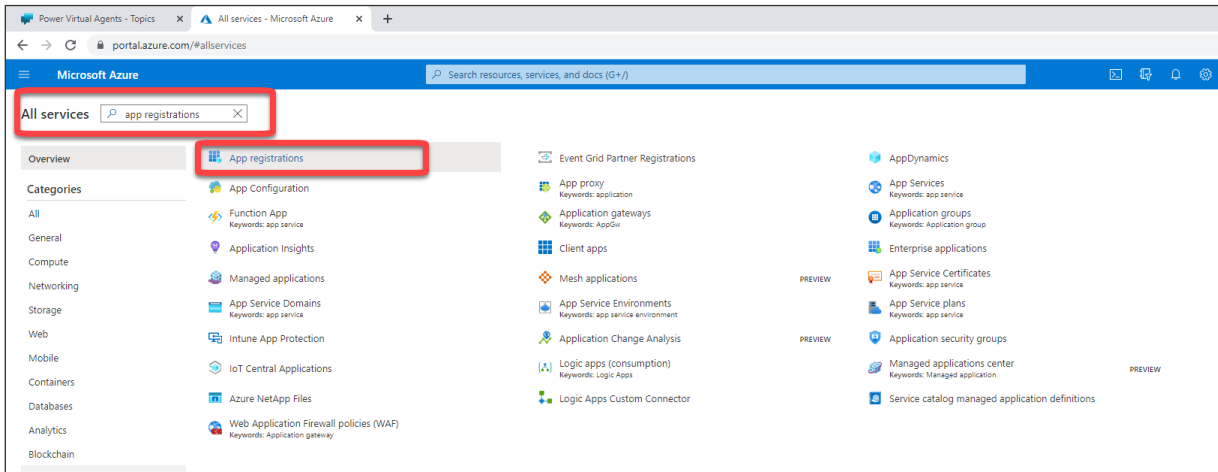 Power Virtual Agents - Topics
All services - Microsoft Azure
portal.azure.com/#allservices
Microsoft Azure
Search resources, services, and docs (G+/)
All services
app registrations
Overview
Categories
All
General
Compute
Networking
Storage
Web
Mobile
Containers
Databases
Analytics
Blockchain
App registrations
App Configuration
Function App
Keywords: app service
Application Insights
Managed applications
App Service Domains
Keywords: app service
Intune App Protection
IoT Central Applications
Azure NetApp Files
Web Application Firewall policies (WAF)
Keywords: Application gateway
Event Grid Partner Registrations
App proxy
Keywords: application
Application gateways
Keywords: AppGw
Client apps
Mesh applications
PREVIEW
App Service Environments
Keywords: app service environment
Application Change Analysis
PREVIEW
Logic apps (consumption)
Keywords: Logic Apps
Logic Apps Custom Connector
AppDynamics
App Services
Keywords: app service
Application groups
Keywords: Application group
Enterprise applications
App Service Certificates
Keywords: app service
App Service plans
Keywords: app service
Application security groups
Managed applications center
Keywords: Managed application
PREVIEW
Service catalog managed application definitions